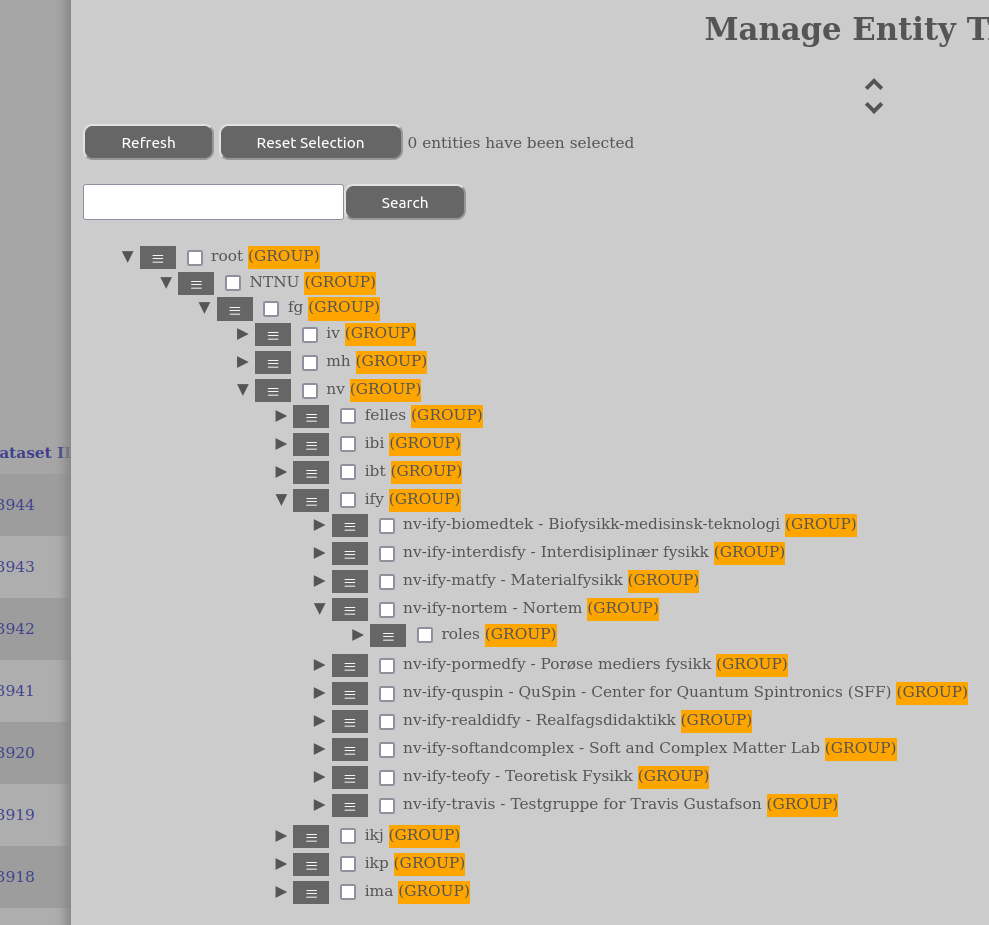 Manage Entity T
Refresh
Reset Selection
0 entities have been selected
Search
root (GROUP)
NTNU (GROUP)
fg (GROUP)
iv (GROUP)
mh (GROUP)
nv (GROUP)
felles (GROUP)
ibi (GROUP)
ataset I
ibt (GROUP)
ify (GROUP)
3944
nv-ify-biomedtek - Biofysikk-medisinsk-teknologi (GROUP)
nv-ify-interdisfy - Interdisiplinær fysikk (GROUP)
3943
nv-ify-matfy - Materialfysikk (GROUP)
nv-ify-nortem - Nortem (GROUP)
3942
roles (GROUP)
nv-ify-pormedfy - Porøse mediers fysikk (GROUP)
3941
nv-ify-quspin - QuSpin - Center for Quantum Spintronics (SFF) (GROUP)
nv-ify-realdidfy - Realfagsdidaktikk (GROUP)
nv-ify-softandcomplex - Soft and Complex Matter Lab (GROUP)
3920
nv-ify-teofy - Teoretisk Fysikk (GROUP)
nv-ify-travis - Testgruppe for Travis Gustafson (GROUP)
3919
ikj (GROUP)
ikp (GROUP)
3918
ima (GROUP)